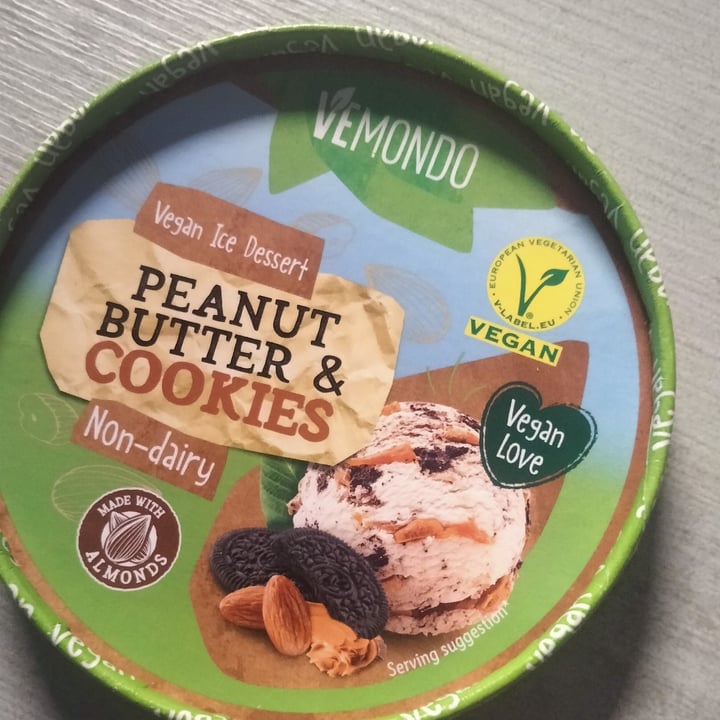 VEMONDO
Vegan Ice Dessert
PEANUT
BUTTER &
COOKIES
Non-dairy
EUROPEAN VEGETARIAN UNION
V-LABEL.EU
VEGAN
Vegan
Love
MADE WITH
ALMONDS
Serving suggestion